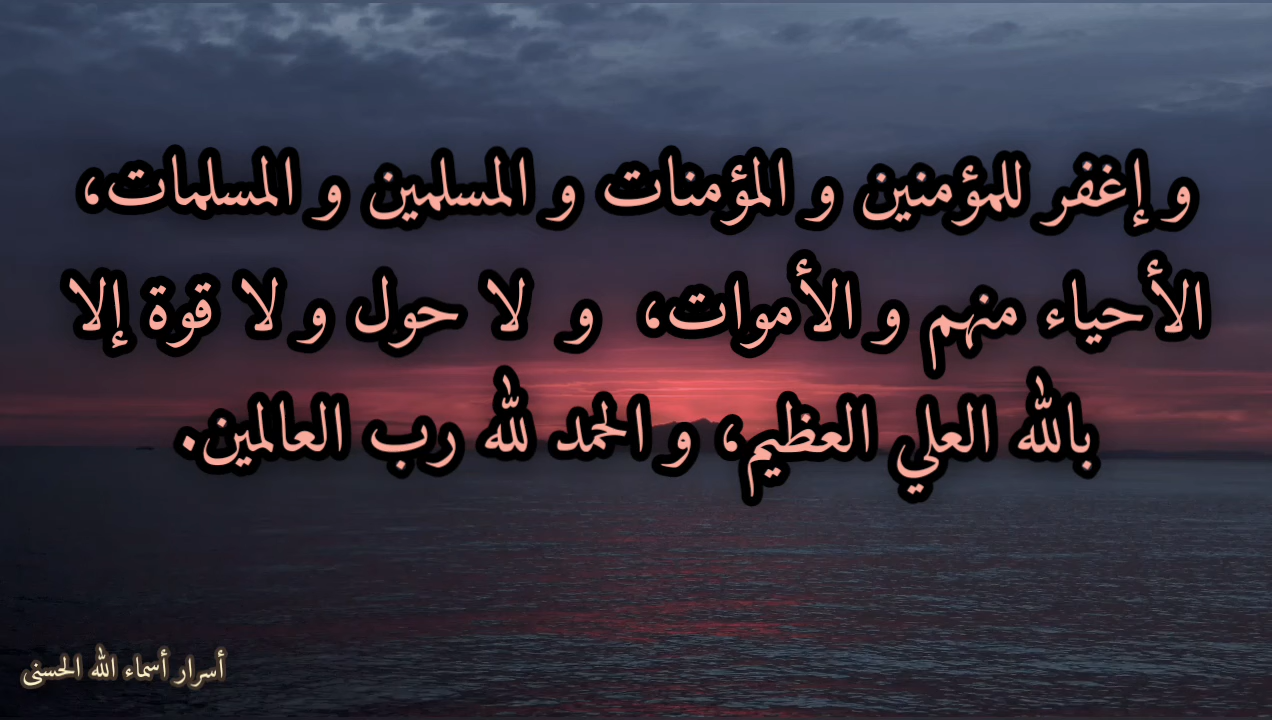 و إغفر للمؤمنين و المؤمنات و المسلمين و المسلمات،
الأحياء منهم و الأموات، و لا حول و لا قوة إلا
بالله العلي العظيم، و الحمد لله رب العالمين.
أسرار أسماء الله الحسنى